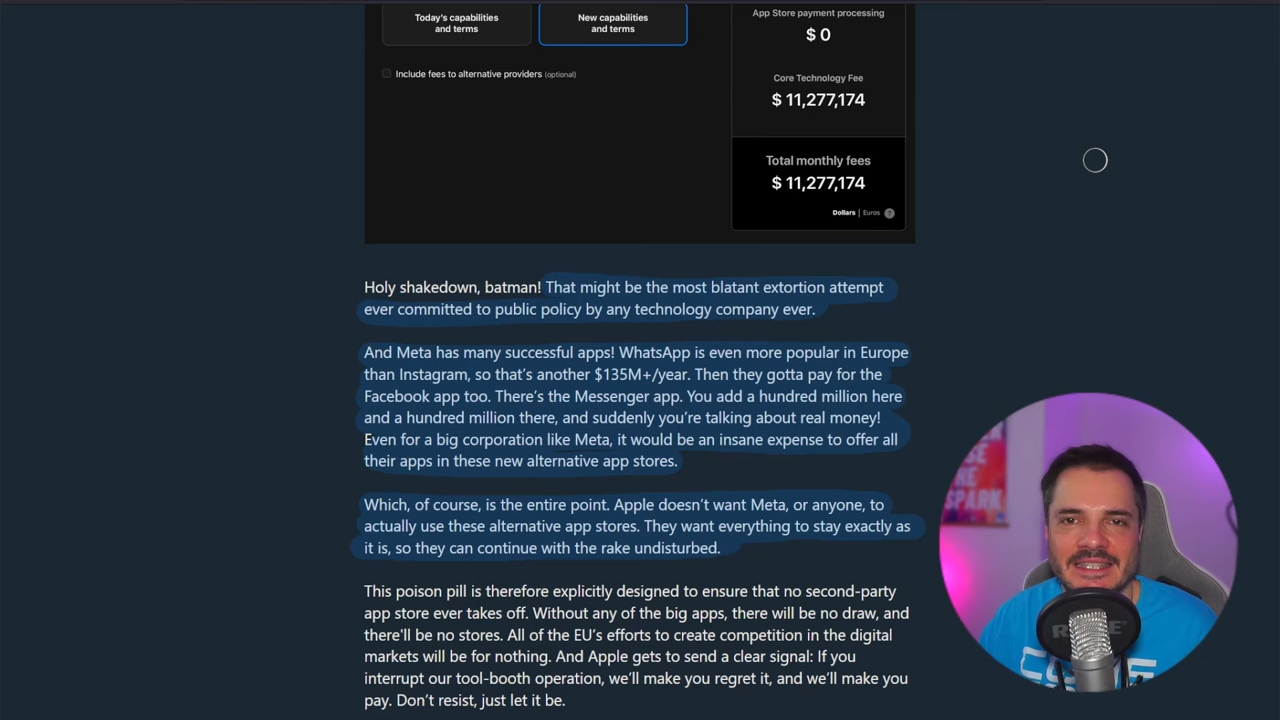 Today's capabilities
and terms
New capabilities
and terms
Include fees to alternative providers (optional)
App Store payment processing
$ 0
Core Technology Fee
$ 11,277,174
Total monthly fees
$ 11,277,174
Dollars | Euros ?
Holy shakedown, batman! That might be the most blatant extortion attempt
ever committed to public policy by any technology company ever.
And Meta has many successful apps! WhatsApp is even more popular in Europe
than Instagram, so that's another $135M+/year. Then they gotta pay for the
Facebook app too. There's the Messenger app. You add a hundred million here
and a hundred million there, and suddenly you're talking about real money!
Even for a big corporation like Meta, it would be an insane expense to offer all
their apps in these new alternative app stores.
Which, of course, is the entire point. Apple doesn't want Meta, or anyone, to
actually use these alternative app stores. They want everything to stay exactly as
it is, so they can continue with the rake undisturbed.
This poison pill is therefore explicitly designed to ensure that no second-party
app store ever takes off. Without any of the big apps, there will be no draw, and
there'll be no stores. All of the EU's efforts to create competition in the digital
markets will be for nothing. And Apple gets to send a clear signal: If you
interrupt our tool-booth operation, we'll make you regret it, and we'll make you
pay. Don't resist, just let it be.
SPARK